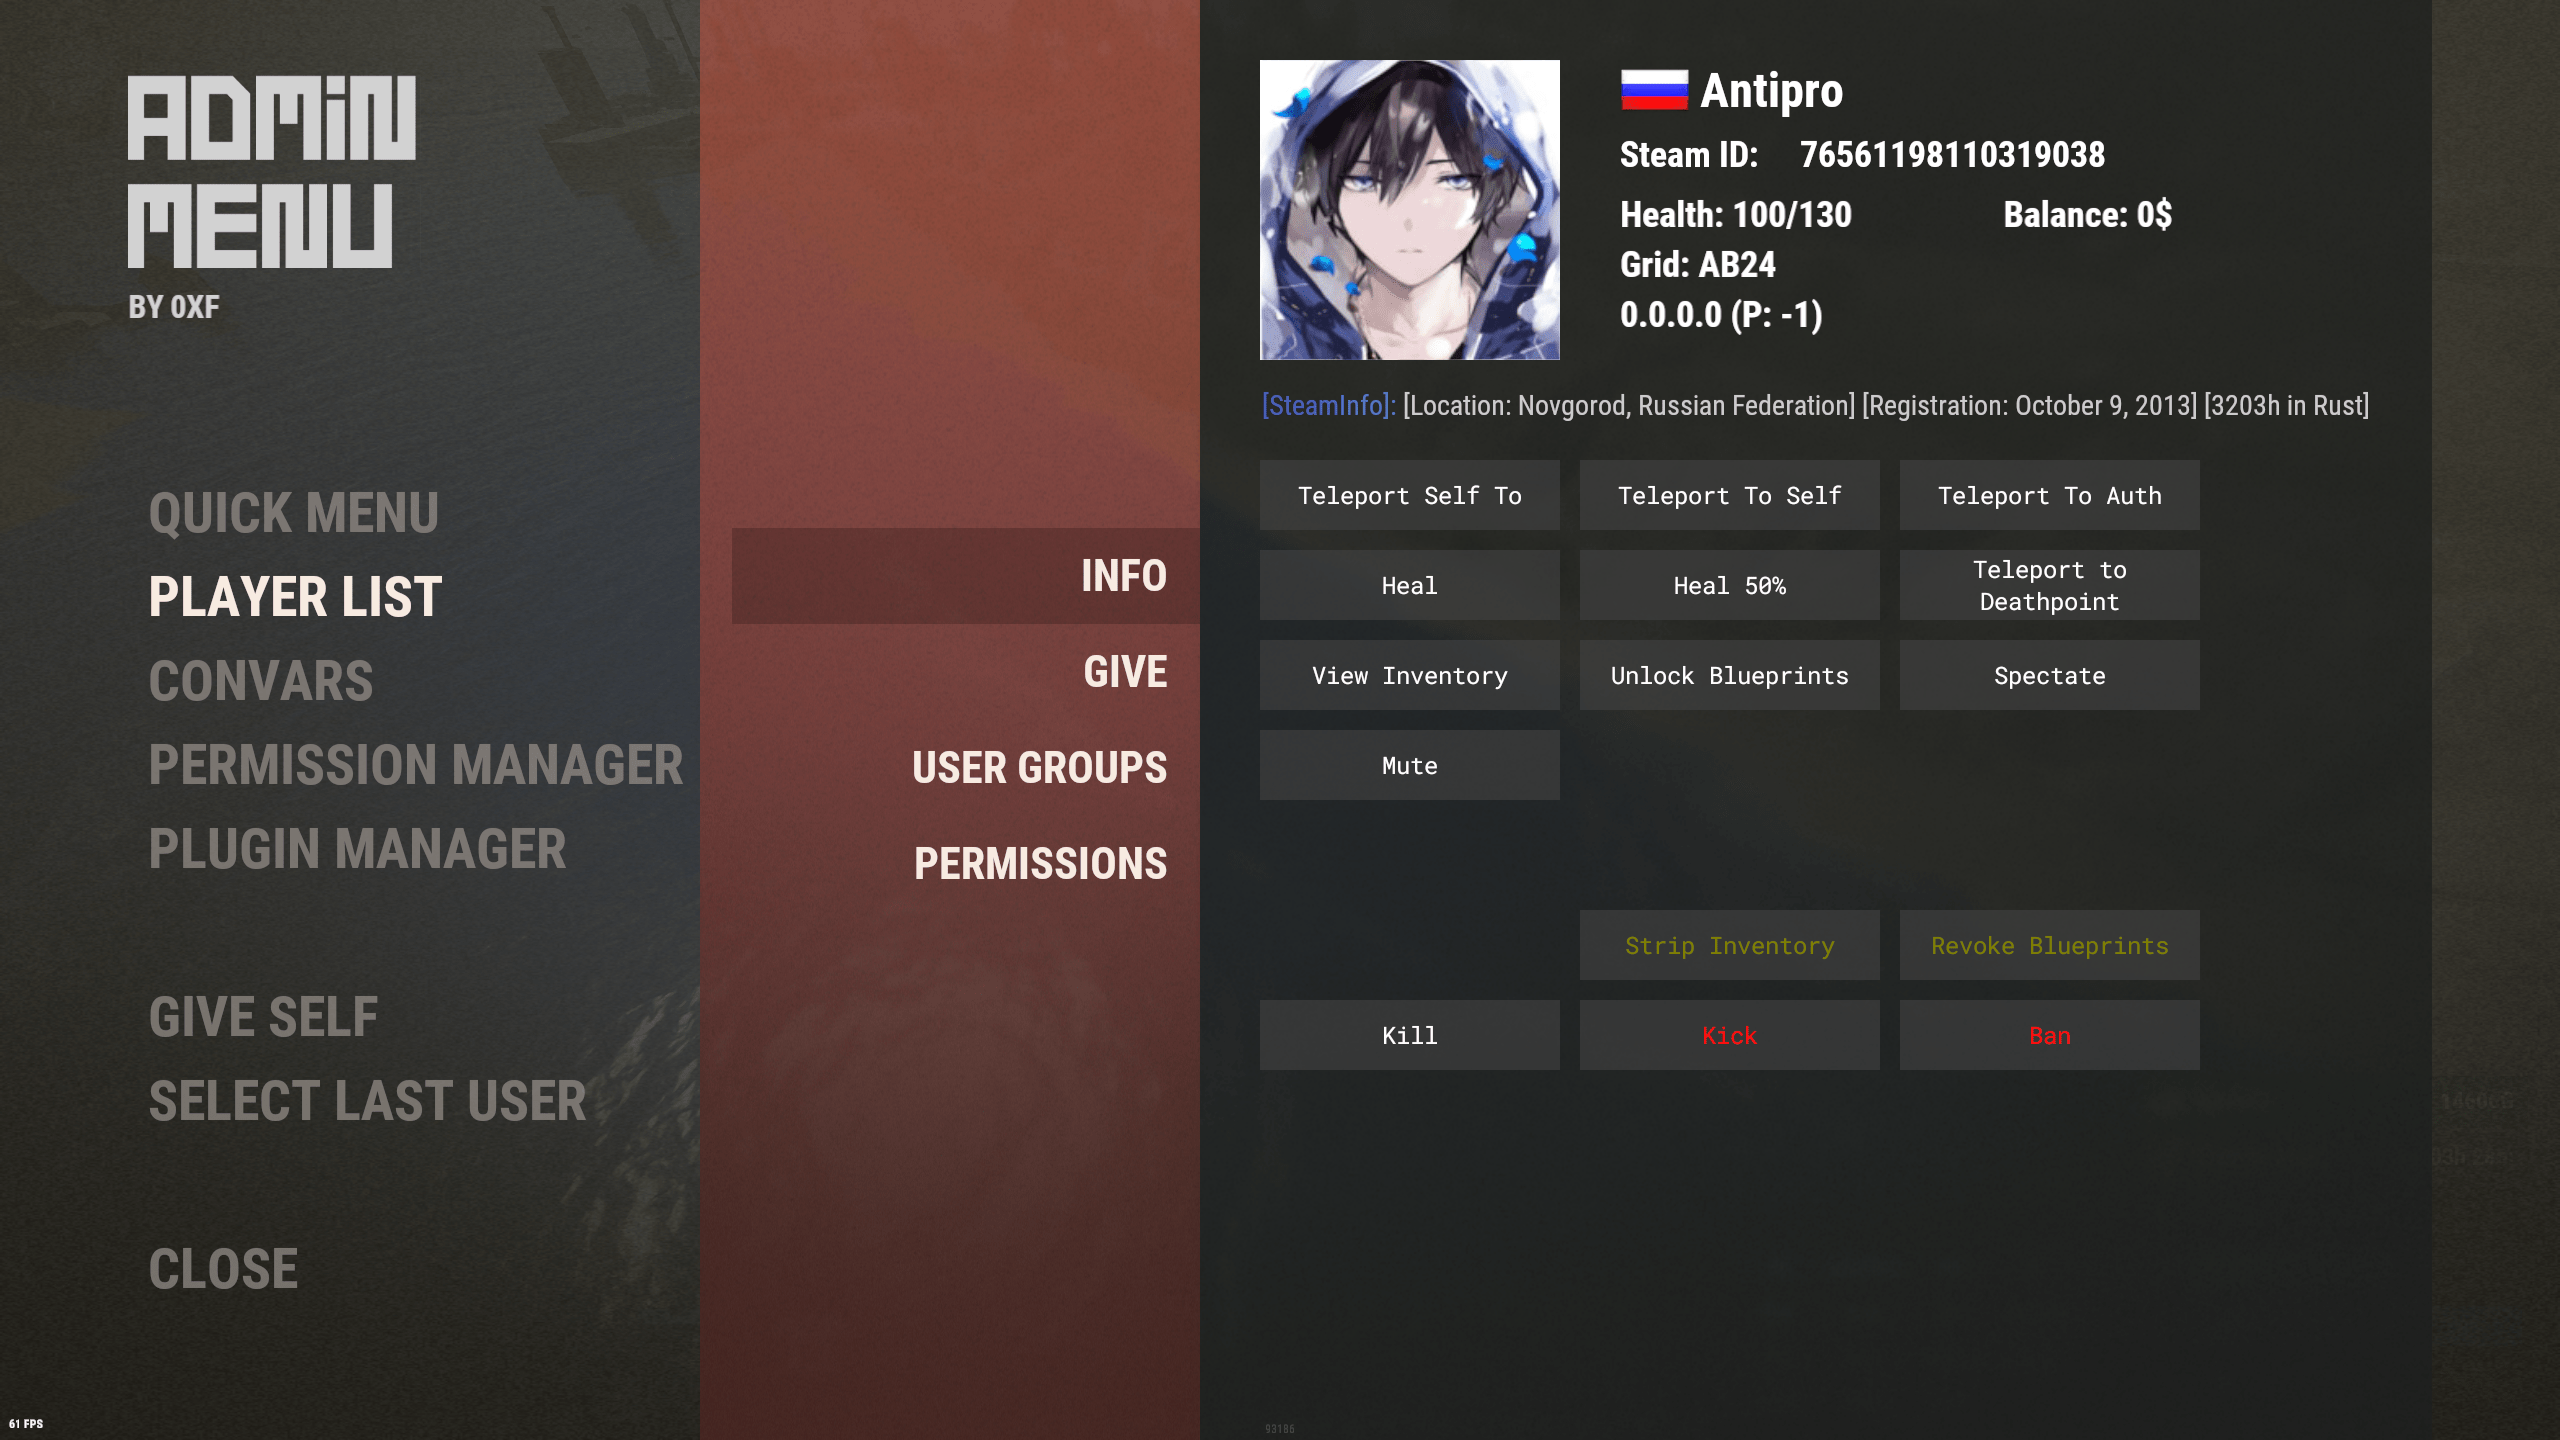 ADMiN
MENU
BY 0XF
QUICK MENU
PLAYER LIST
CONVARS
PERMISSION MANAGER
PLUGIN MANAGER
GIVE SELF
SELECT LAST USER
CLOSE
61 FPS
INFO
GIVE
USER GROUPS
PERMISSIONS
Antipro
Steam ID: 76561198110319038
Health: 100/130 Balance: 0$
Grid: AB24
0.0.0.0 (P: -1)
[SteamInfo]: [Location: Novgorod, Russian Federation] [Registration: October 9, 2013] [3203h in Rust]
Teleport Self To Teleport To Self Teleport To Auth
Heal Heal 50% Teleport to
Deathpoint
View Inventory Unlock Blueprints Spectate
Mute
Strip Inventory Revoke Blueprints
Kill Kick Ban
93186